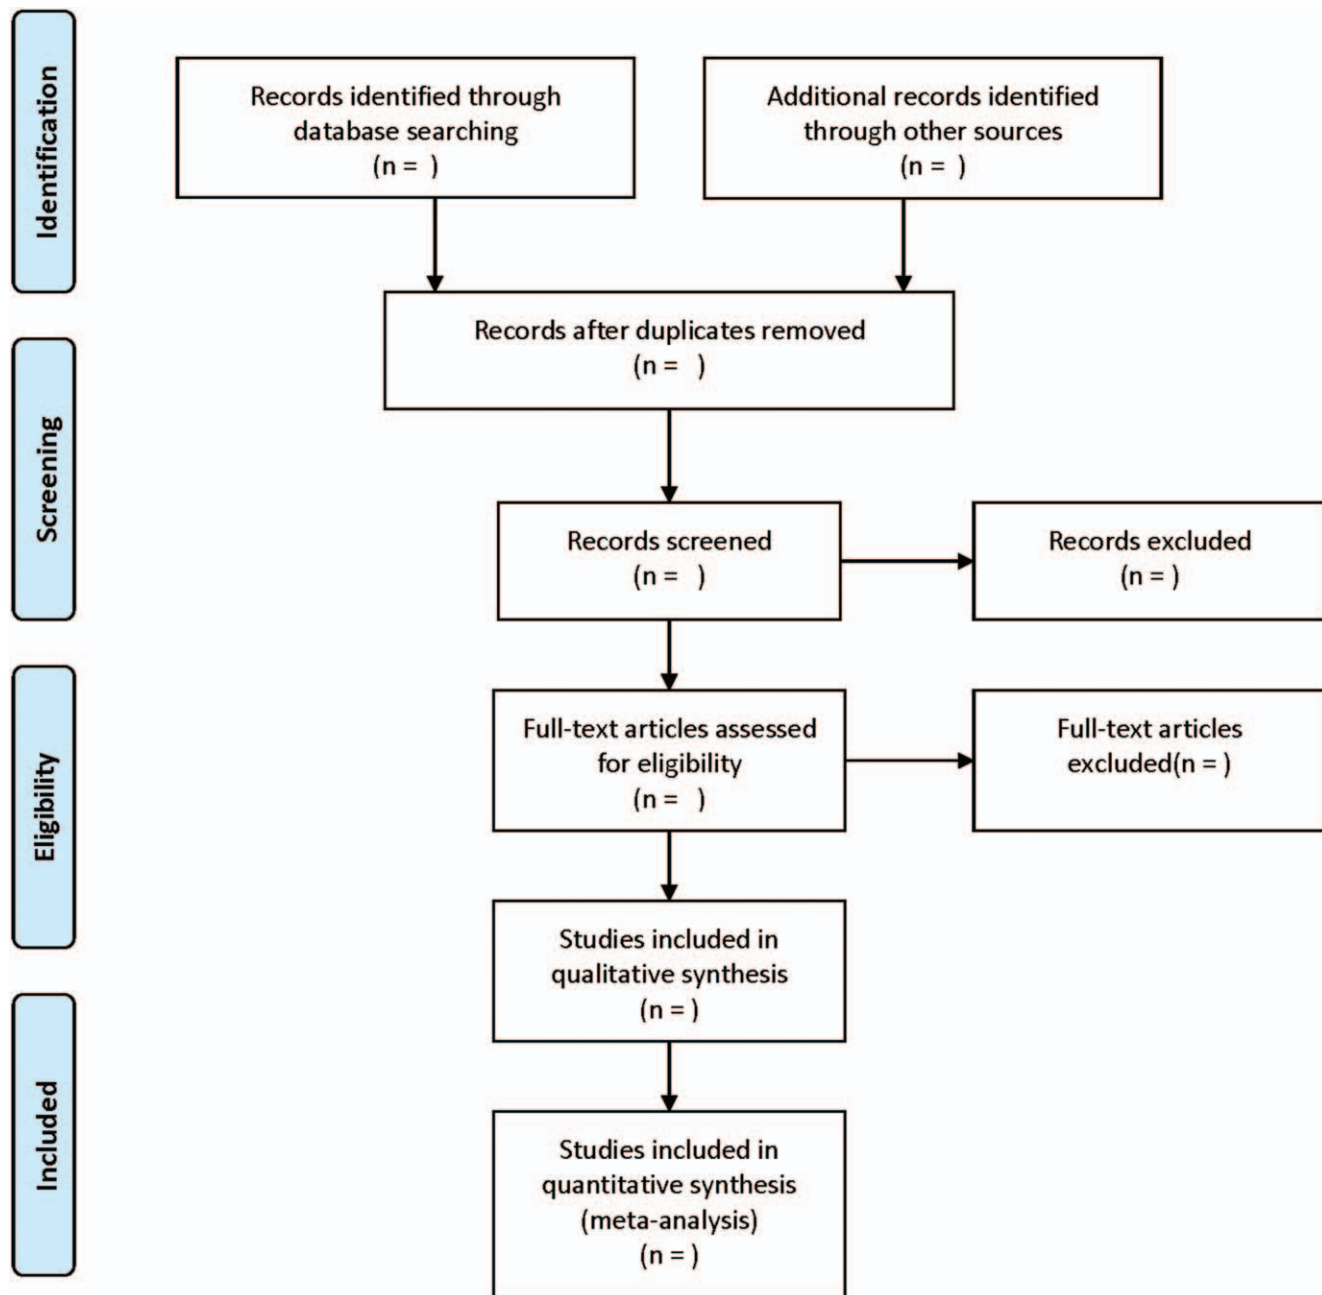 Identification
Records identified through
database searching
(n =  )
Additional records identified
through other sources
(n =  )
Records after duplicates removed
(n =   )
Screening
Records screened
(n =   )
Records excluded
(n = )
Eligibility
Full-text articles assessed
for eligibility
(n =   )
Full-text articles
excluded(n = )
Studies included in
qualitative synthesis
(n = )
Included
Studies included in
quantitative synthesis
(meta-analysis)
(n = )